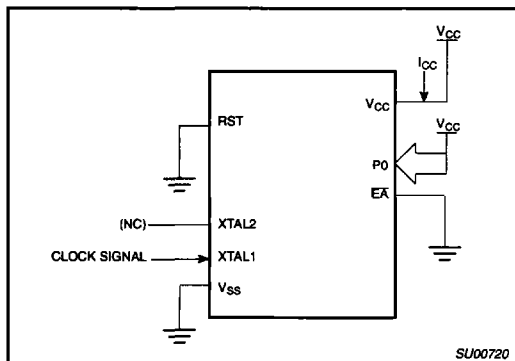 VCC
ICC
VCC
RST
VCC
P0
EA
(NC)
XTAL2
CLOCK SIGNAL
XTAL1
VSS
SU00720